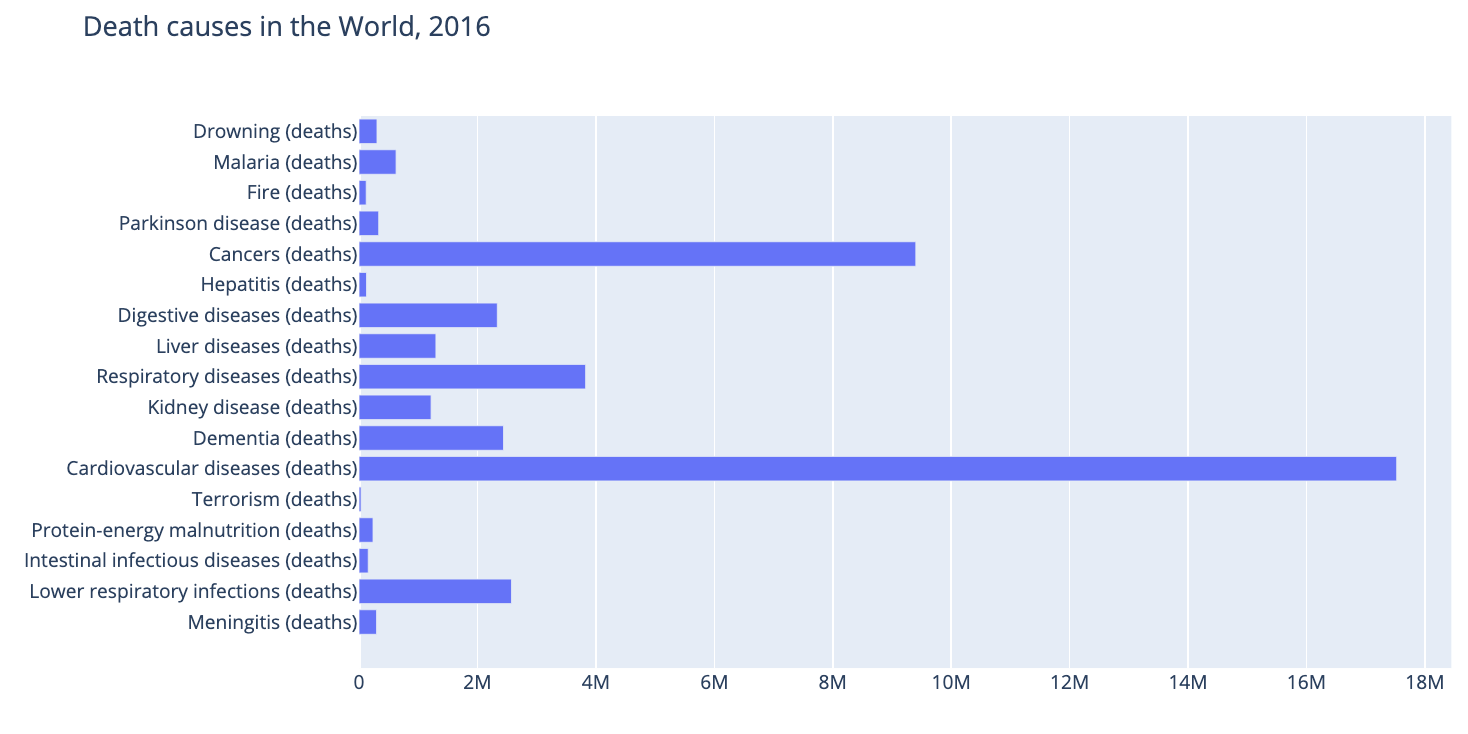 Death causes in the World, 2016
Drowning (deaths)
Malaria (deaths)
Fire (deaths)
Parkinson disease (deaths)
Cancers (deaths)
Hepatitis (deaths)
Digestive diseases (deaths)
Liver diseases (deaths)
Respiratory diseases (deaths)
Kidney disease (deaths)
Dementia (deaths)
Cardiovascular diseases (deaths)
Terrorism (deaths)
Protein-energy malnutrition (deaths)
Intestinal infectious diseases (deaths)
Lower respiratory infections (deaths)
Meningitis (deaths)
0 2M 4M 6M 8M 10M 12M 14M 16M 18M